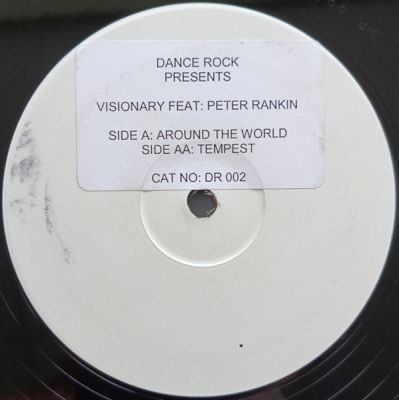 DANCE ROCK
PRESENTS
VISIONARY FEAT: PETER RANKIN
SIDE A: AROUND THE WORLD
SIDE AA: TEMPEST
CAT NO: DR 002